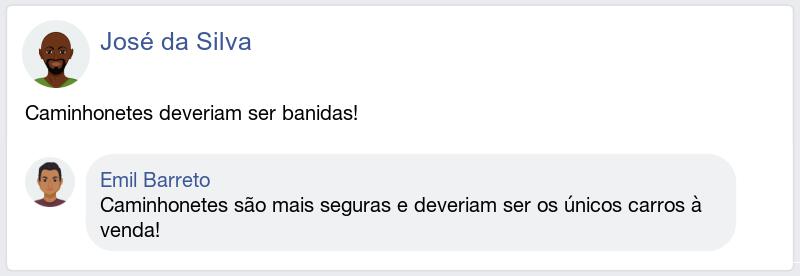 José da Silva
Caminhonetes deveriam ser banidas!
Emil Barreto
Caminhonetes são mais seguras e deveriam ser os únicos carros à
venda!